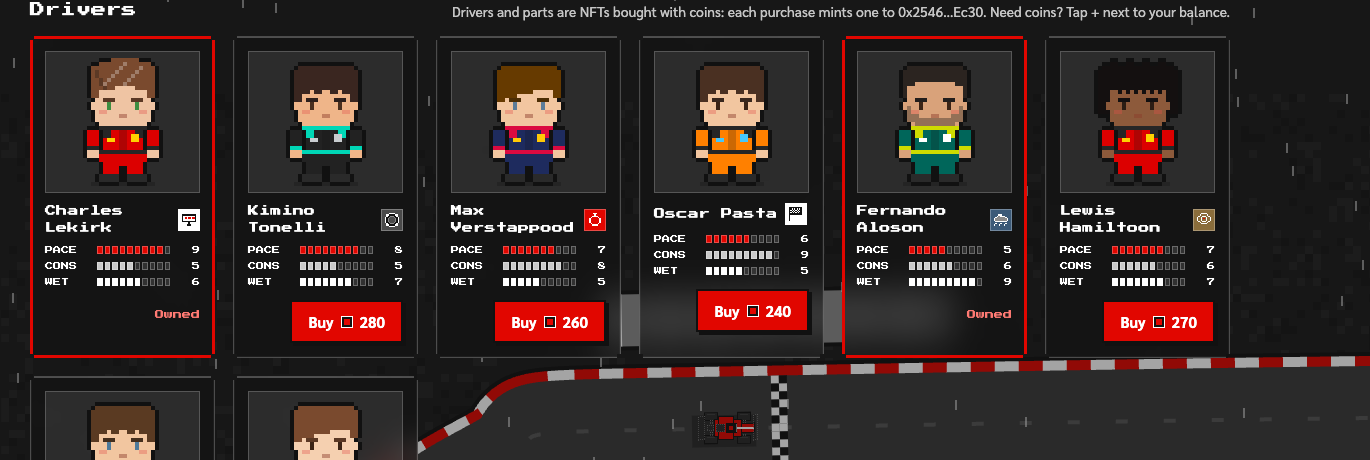 Drivers
Drivers and parts are NFTs bought with coins: each purchase mints one to 0x2546...Ec30. Need coins? Tap + next to your balance.
Charles
Lekirk
PACE 9
CONS 5
WET 6
Owned
Kimino
Tonelli
PACE 8
CONS 5
WET 7
Buy 280
Max
Verstappood
PACE 7
CONS 8
WET 5
Buy 260
Oscar Pasta
PACE 6
CONS 9
WET 5
Buy 240
Fernando
Aloson
PACE 5
CONS 6
WET 9
Owned
Lewis
Hamiltoon
PACE 7
CONS 6
WET 7
Buy 270